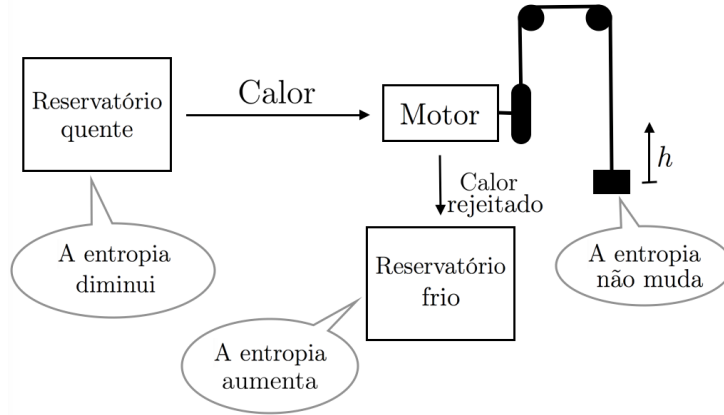 Reservatório
quente
Calor
Motor
h
Calor
rejeitado
A entropia
diminui
Reservatório
frio
A entropia
não muda
A entropia
aumenta